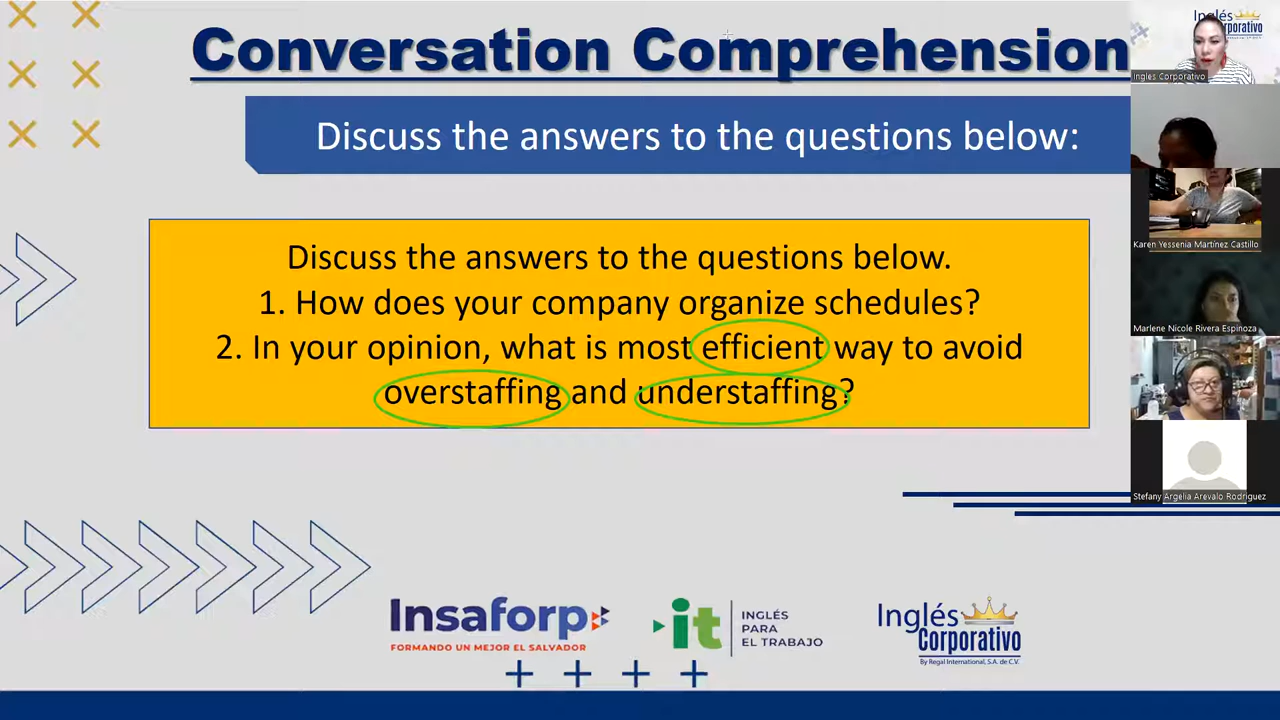 Conversation Comprehension
Discuss the answers to the questions below:
Discuss the answers to the questions below.
1. How does your company organize schedules?
2. In your opinion, what is most efficient way to avoid
overstaffing and understaffing?
Inglés
Corporativo
Ingles Corporativo
Karen Yessenia Martínez Castillo
Marlene Nicole Rivera Espinoza
Stefany Argelia Arevalo Rodriguez
Insaforp
FORMANDO UN MEJOR EL SALVADOR
it
INGLÉS
PARA
EL TRABAJO
Inglés
Corporativo
By Regal International, S.A. de C.V.